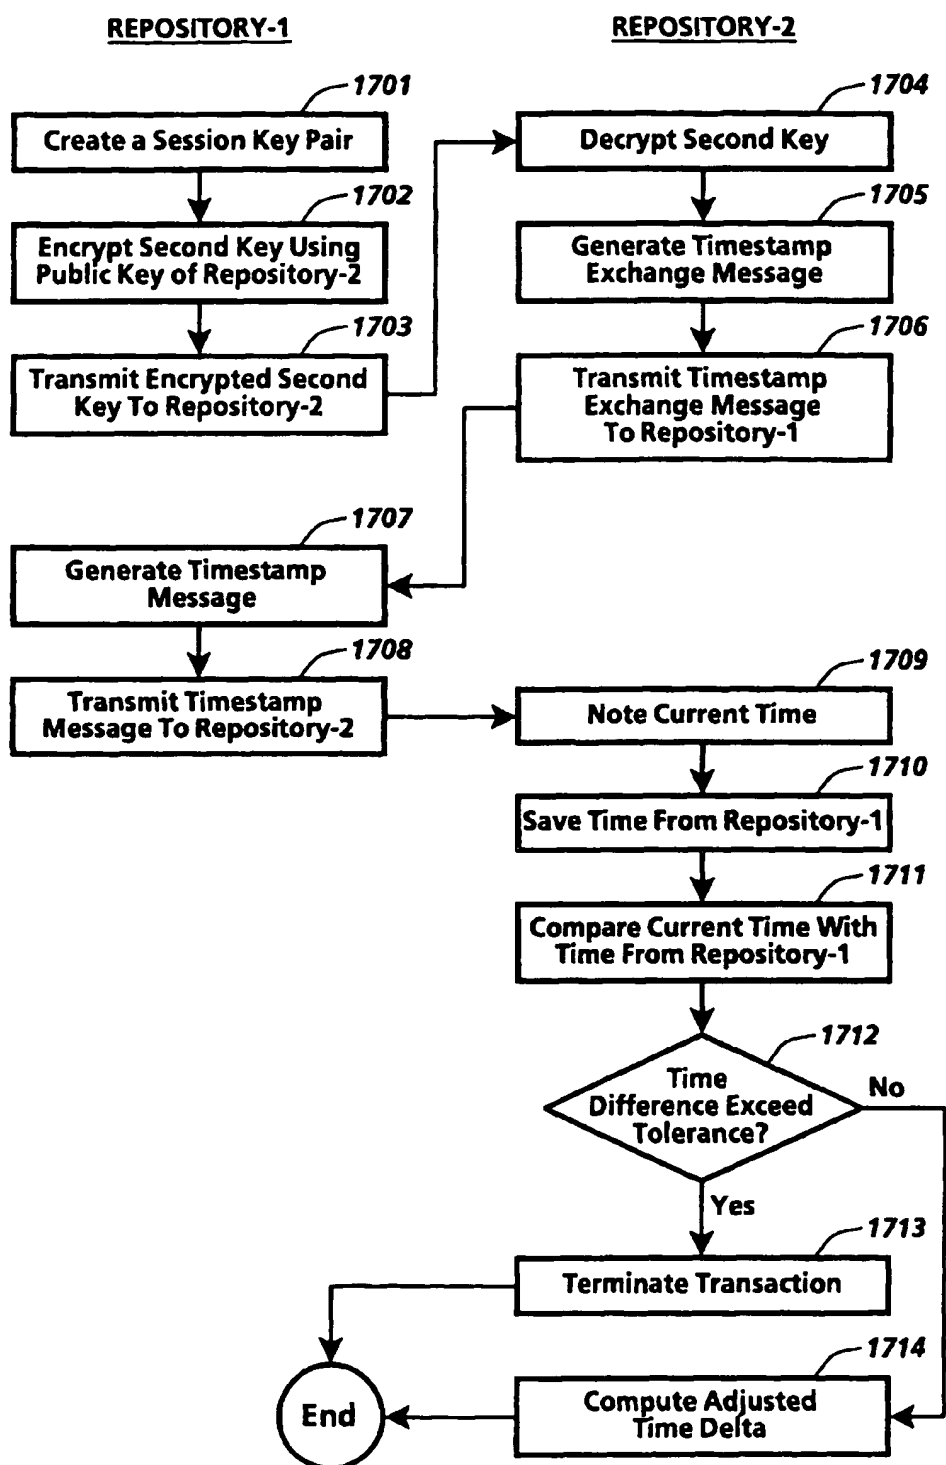 REPOSITORY-1
REPOSITORY-2
1701
Create a Session Key Pair
1702
Encrypt Second Key Using
Public Key of Repository-2
1703
Transmit Encrypted Second
Key To Repository-2
1704
Decrypt Second Key
1705
Generate Timestamp
Exchange Message
1706
Transmit Timestamp
Exchange Message
To Repository-1
1707
Generate Timestamp
Message
1708
Transmit Timestamp
Message To Repository-2
1709
Note Current Time
1710
Save Time From Repository-1
1711
Compare Current Time With
Time From Repository-1
1712
Time
Difference Exceed
Tolerance?
No
Yes
1713
Terminate Transaction
1714
Compute Adjusted
Time Delta
End